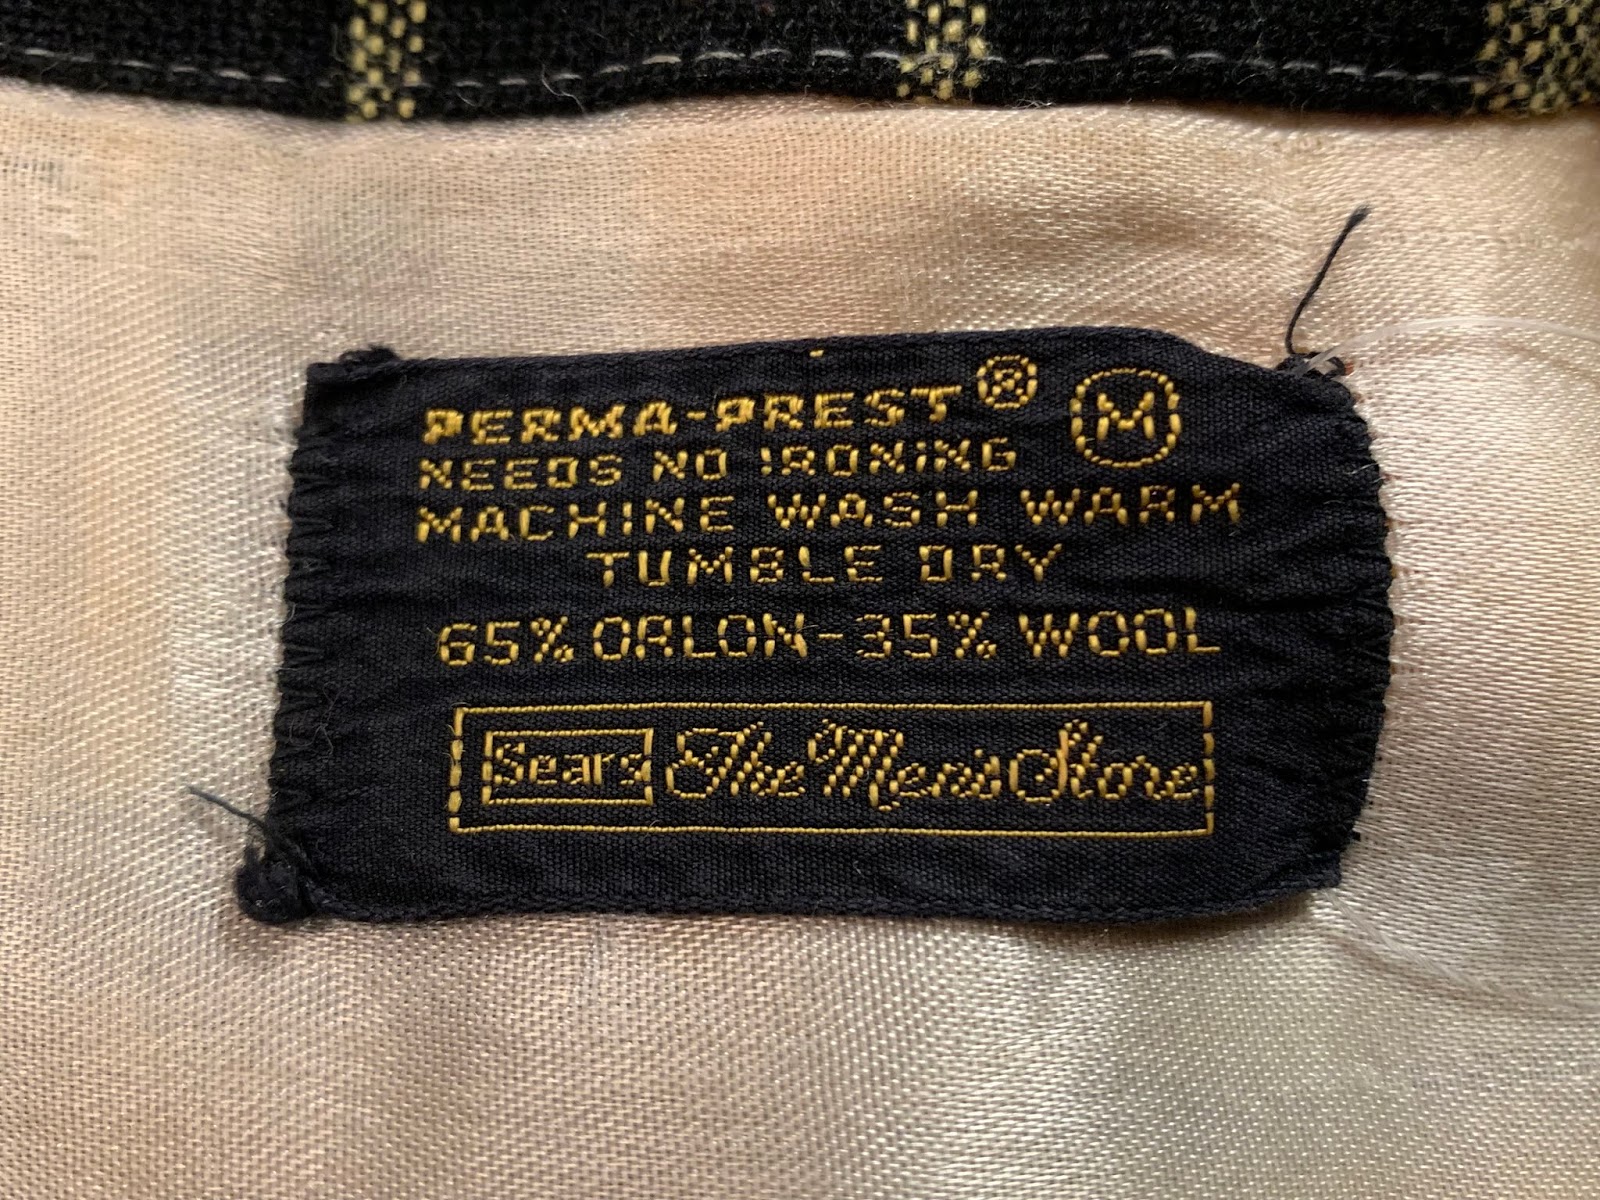 PERMA-PREST® M
NEEDS NO IRONING
MACHINE WASH WARM
TUMBLE DRY
65% ORLON-35% WOOL
Sears The Men's Store